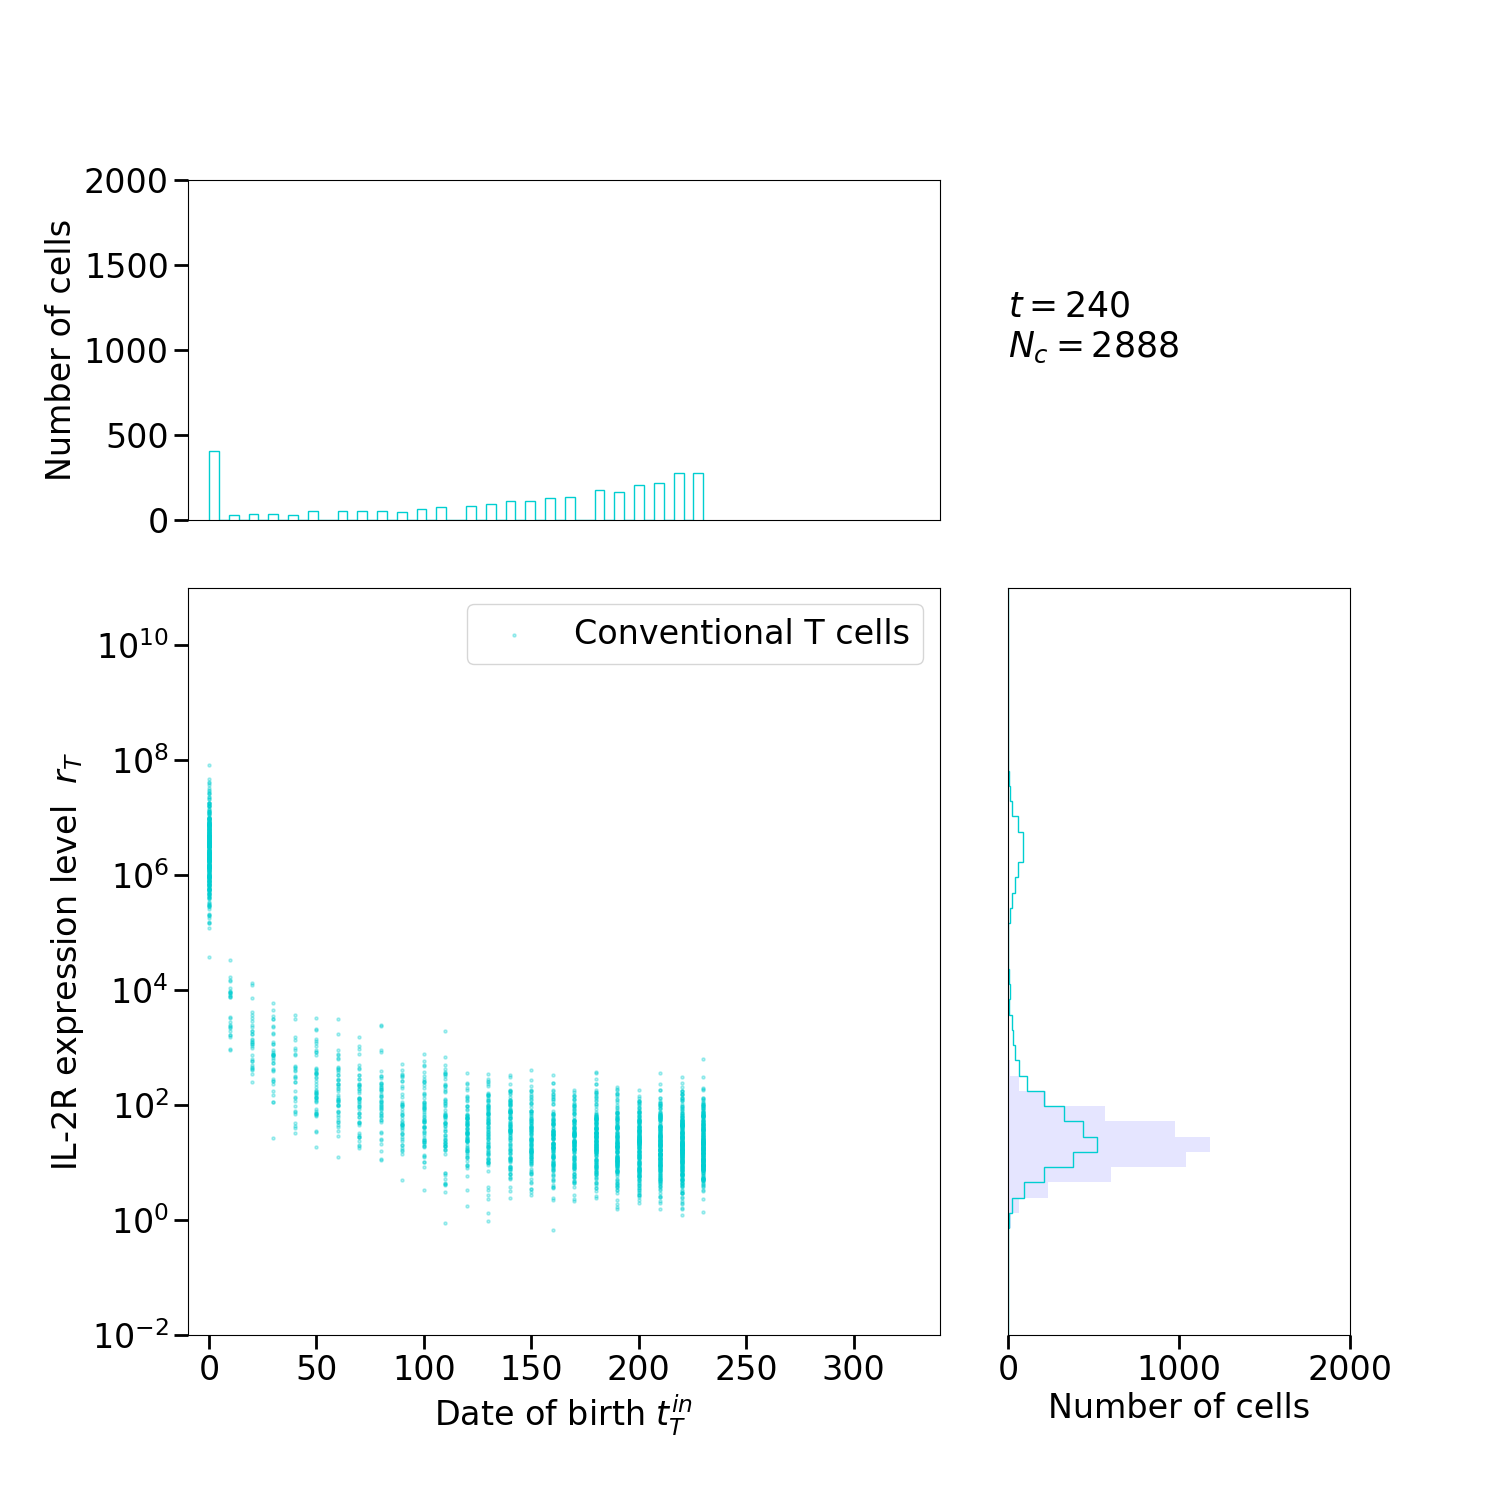 2000
1500
1000
500
0
Number of cells
t = 240
N_c = 2888
Conventional T cells
10^10
10^8
10^6
10^4
10^2
10^0
10^−2
IL-2R expression level r_T
0 50 100 150 200 250 300
Date of birth t_T^in
0 1000 2000
Number of cells